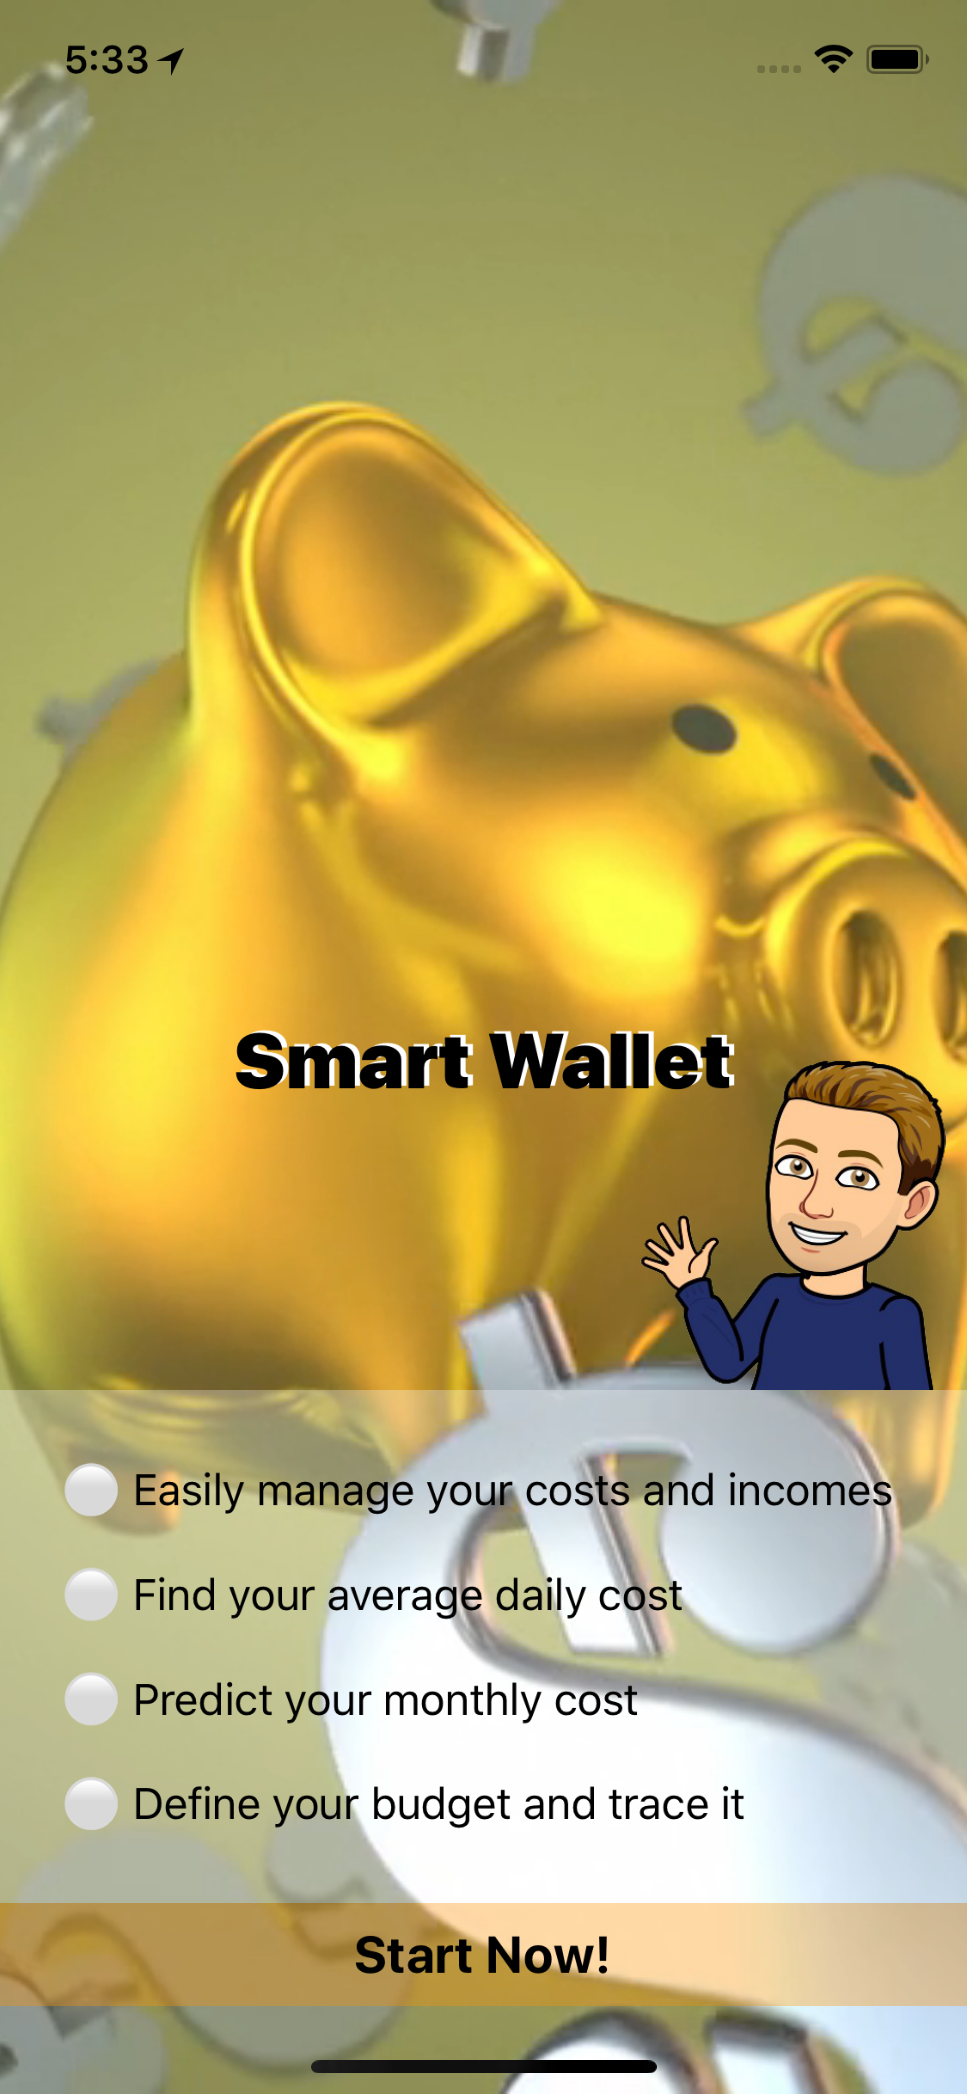 5:33
Smart Wallet
Easily manage your costs and incomes
Find your average daily cost
Predict your monthly cost
Define your budget and trace it
Start Now!